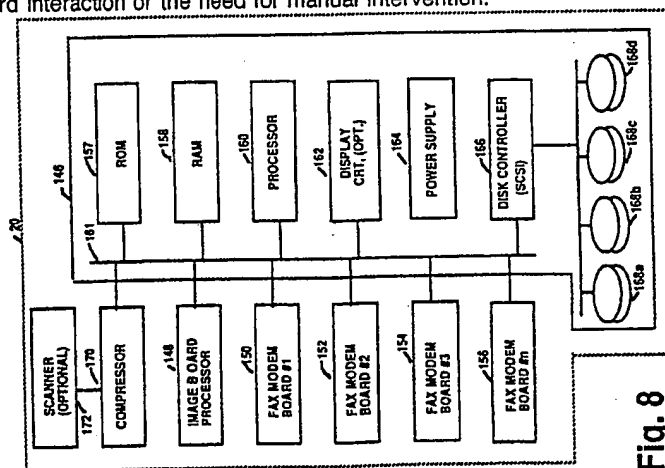 rd interaction or the need for manual intervention.
20
146
157
ROM
158
RAM
160
PROCESSOR
162
DISPLAY
CRT, (OPT.)
164
POWER SUPPLY
166
DISK CONTROLLER
(SCSI)
161
168a
168b
168c
168d
SCANNER
(OPTIONAL)
172
170
COMPRESSOR
148
IMAGE B OARD
PROCESSOR
150
FAX MODEM
BOARD #1
152
FAX MODEM
BOARD #2
154
FAX MODEM
BOARD #3
156
FAX MODEM
BOARD #n
Fig. 8